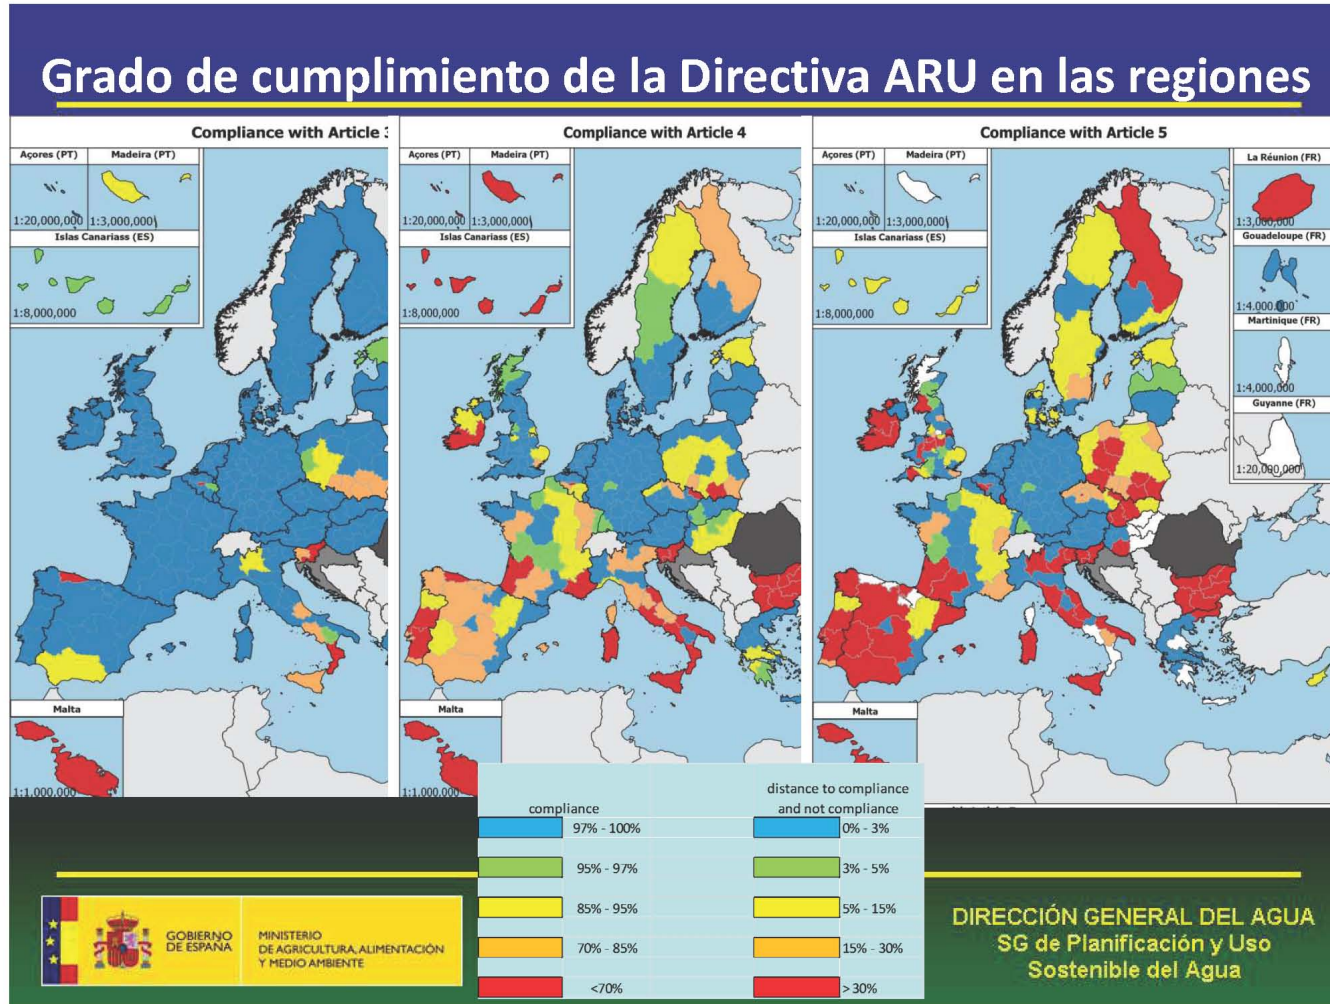 Grado de cumplimiento de la Directiva ARU en las regiones
Compliance with Article 3
Açores (PT)
Madeira (PT)
1:20,000,000
1:3,000,000
Islas Canariass (ES)
1:8,000,000
Malta
1:1,000,000
Compliance with Article 4
Açores (PT)
Madeira (PT)
1:20,000,000
1:3,000,000
Islas Canariass (ES)
1:8,000,000
Malta
1:1,000,000
Compliance with Article 5
Açores (PT)
Madeira (PT)
1:20,000,000
1:3,000,000
Islas Canariass (ES)
1:8,000,000
Malta
1:1,000,000
La Réunion (FR)
1:3,000,000
Gouadeloupe (FR)
1:4,000,000
Martinique (FR)
1:4,000,000
Guyanne (FR)
1:20,000,000
compliance
distance to compliance
and not compliance
97% - 100%
0% - 3%
95% - 97%
3% - 5%
85% - 95%
5% - 15%
70% - 85%
15% - 30%
<70%
> 30%
GOBIERNO
DE ESPAÑA
MINISTERIO
DE AGRICULTURA, ALIMENTACIÓN
Y MEDIO AMBIENTE
DIRECCIÓN GENERAL DEL AGUA
SG de Planificación y Uso
Sostenible del Agua